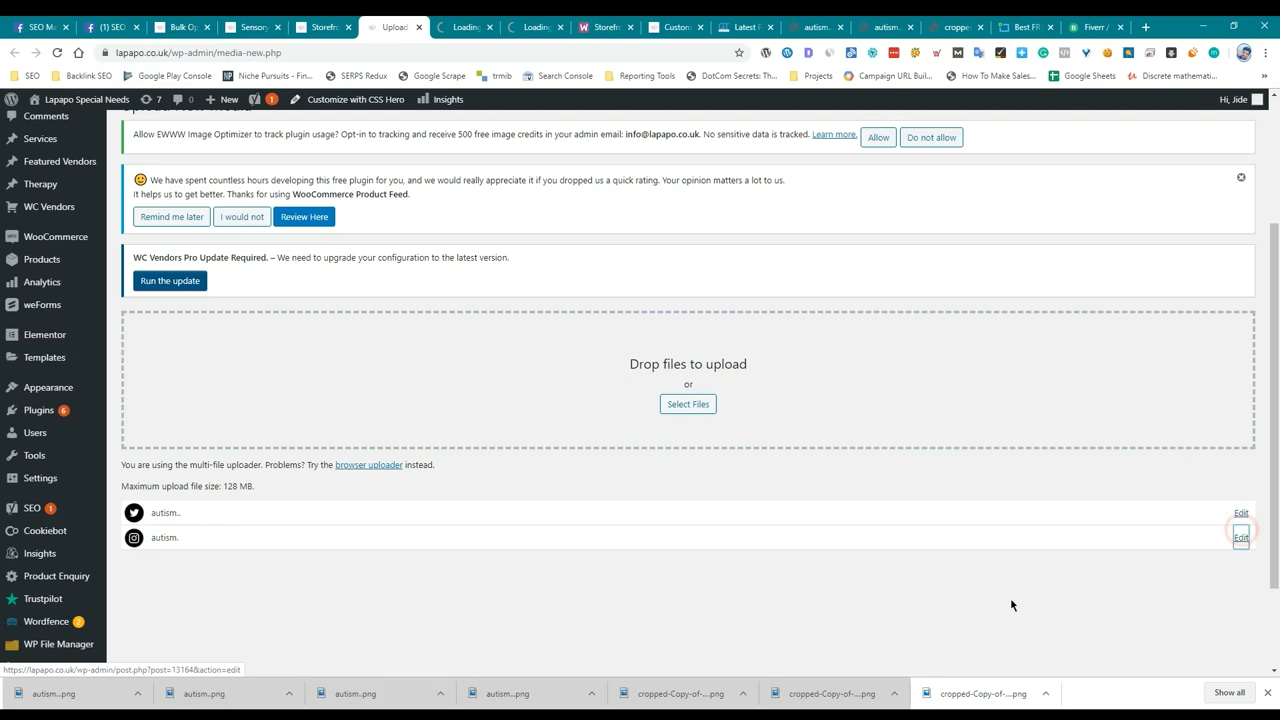 SEO Me
(1) SEO
Bulk Op
Sensory
Storefro
Upload
Loading
Loading
Storefr
Custom
Latest F
autism
autism.
cropped
Best FR
Fiverr /
lapapo.co.uk/wp-admin/media-new.php
SEO
Backlink SEO
Google Play Console
Niche Pursuits - Fin...
SERPS Redux
Google Scrape
trmib
Search Console
Reporting Tools
DotCom Secrets: Th...
Projects
Campaign URL Buil...
How To Make Sales...
Google Sheets
Discrete mathemati...
Lapapo Special Needs
7
0
New
1
Customize with CSS Hero
Insights
Hi, Jide
Comments
Services
Featured Vendors
Therapy
WC Vendors
WooCommerce
Products
Analytics
weForms
Elementor
Templates
Appearance
Plugins 6
Users
Tools
Settings
SEO 1
Cookiebot
Insights
Product Enquiry
Trustpilot
Wordfence 2
WP File Manager
Allow EWWW Image Optimizer to track plugin usage? Opt-in to tracking and receive 500 free image credits in your admin email: info@lapapo.co.uk. No sensitive data is tracked. Learn more. Allow Do not allow
We have spent countless hours developing this free plugin for you, and we would really appreciate it if you dropped us a quick rating. Your opinion matters a lot to us.
It helps us to get better. Thanks for using WooCommerce Product Feed.
Remind me later I would not Review Here
WC Vendors Pro Update Required. – We need to upgrade your configuration to the latest version.
Run the update
Drop files to upload
or
Select Files
You are using the multi-file uploader. Problems? Try the browser uploader instead.
Maximum upload file size: 128 MB.
autism.. Edit
autism. Edit
https://lapapo.co.uk/wp-admin/post.php?post=13164&action=edit
autism...png
autism...png
autism..png
autism...png
cropped-Copy-of-....png
cropped-Copy-of-....png
cropped-Copy-of-....png
Show all